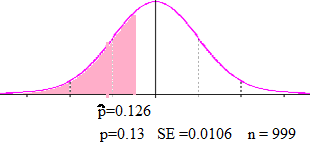 p̂=0.126
p=0.13 SE =0.0106 n = 999